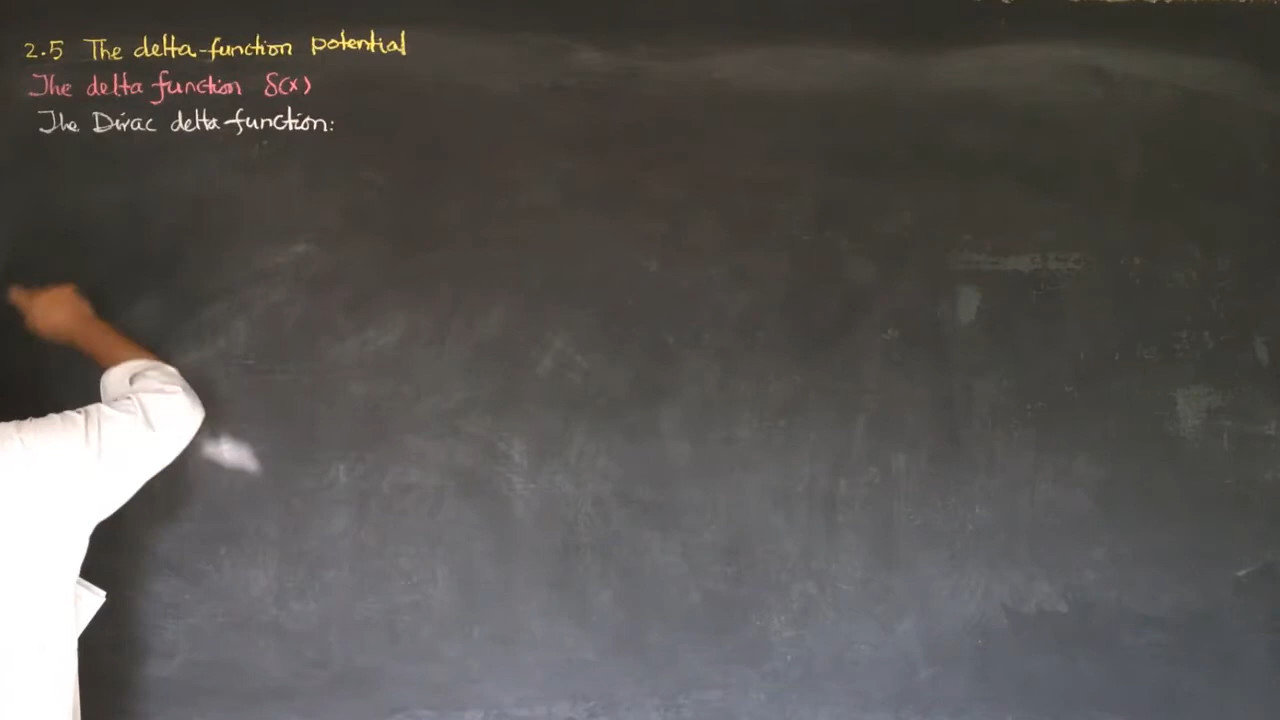 2.5 The delta-function potential
The delta function δ(x)
The Dirac delta function: